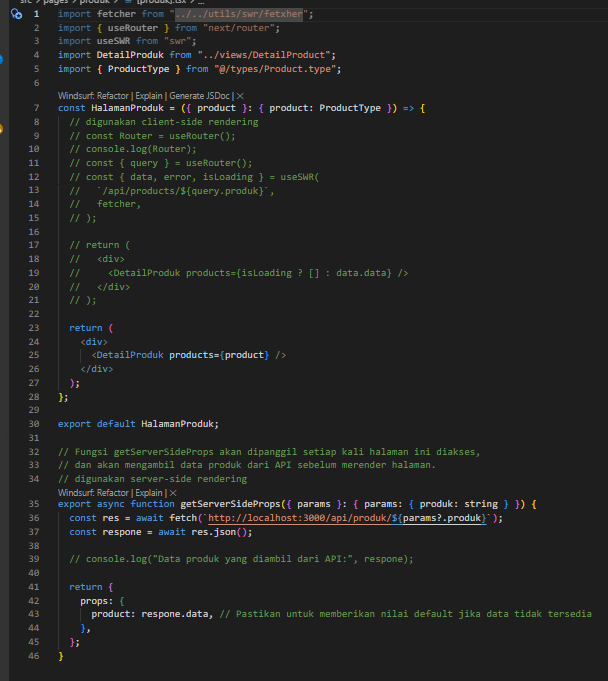 src > pages > produk > [produk].tsx > ...
1 import fetcher from "../../utils/swr/fetxher";
2 import { useRouter } from "next/router";
3 import useSWR from "swr";
4 import DetailProduk from "../views/DetailProduct";
5 import { ProductType } from "@/types/Product.type";
6
Windsurf: Refactor | Explain | Generate JSDoc | ✕
7 const HalamanProduk = ({ product }: { product: ProductType }) => {
8 // digunakan client-side rendering
9 // const Router = useRouter();
10 // console.log(Router);
11 // const { query } = useRouter();
12 // const { data, error, isLoading } = useSWR(
13 //   `/api/products/${query.produk}`,
14 //   fetcher,
15 // );
16
17 // return (
18 //   <div>
19 //     <DetailProduk products={isLoading ? [] : data.data} />
20 //   </div>
21 // );
22
23 return (
24 <div>
25 <DetailProduk products={product} />
26 </div>
27 );
28 };
29
30 export default HalamanProduk;
31
32 // Fungsi getServerSideProps akan dipanggil setiap kali halaman ini diakses,
33 // dan akan mengambil data produk dari API sebelum merender halaman.
34 // digunakan server-side rendering
Windsurf: Refactor | Explain | ✕
35 export async function getServerSideProps({ params }: { params: { produk: string } }) {
36 const res = await fetch(`http://localhost:3000/api/produk/${params?.produk}`);
37 const respone = await res.json();
38
39 // console.log("Data produk yang diambil dari API:", respone);
40
41 return {
42 props: {
43 product: respone.data, // Pastikan untuk memberikan nilai default jika data tidak tersedia
44 },
45 };
46 }